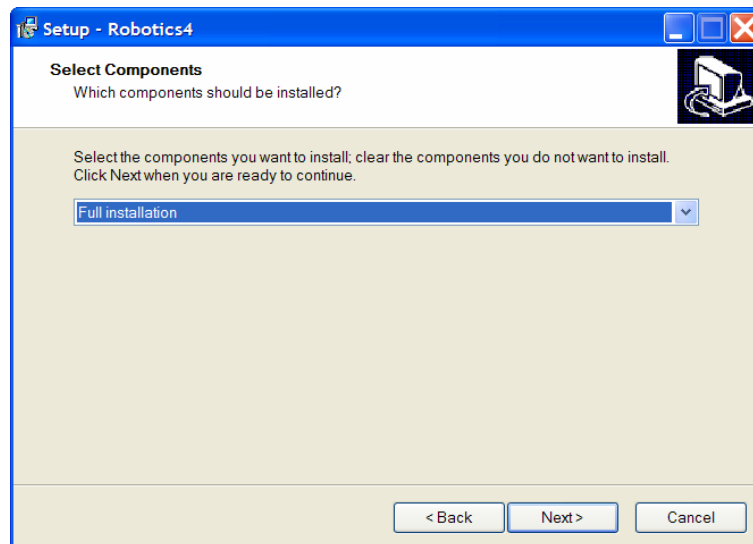 Setup - Robotics4
Select Components
Which components should be installed?
Select the components you want to install; clear the components you do not want to install.
Click Next when you are ready to continue.
Full installation
< Back
Next >
Cancel